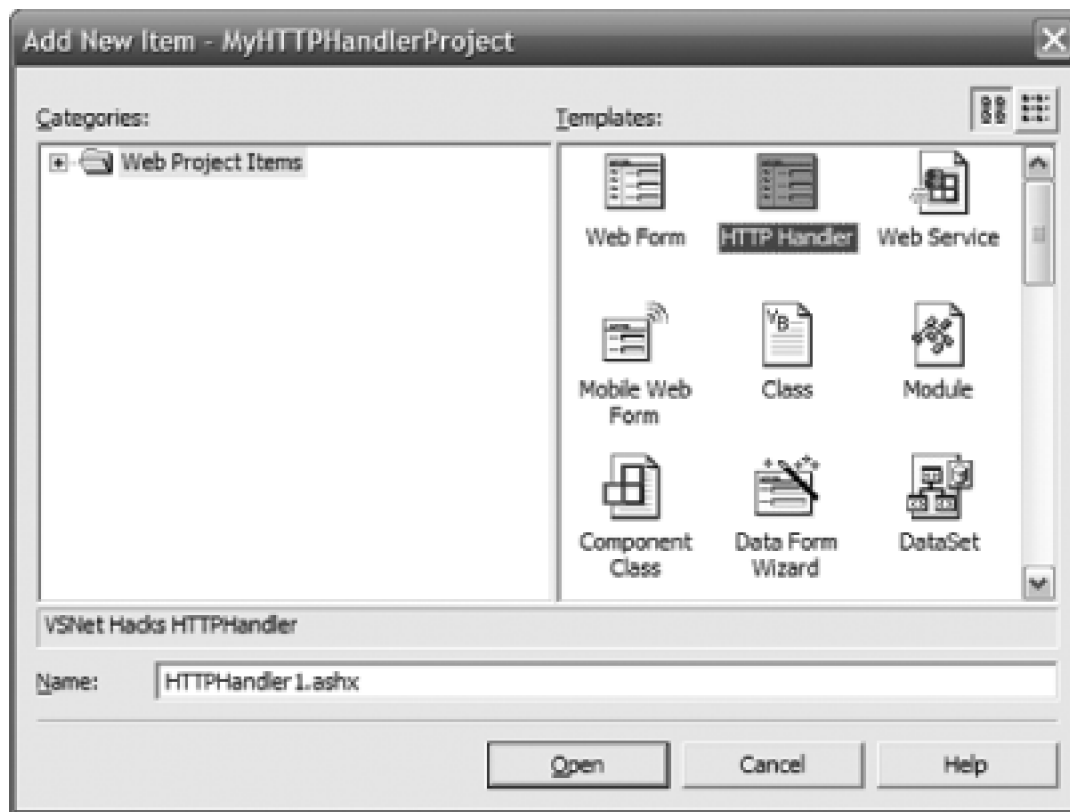 Add New Item - MyHTTPHandlerProject
Categories:
Templates:
Web Project Items
Web Form
HTTP Handler
Web Service
Mobile Web
Form
Class
Module
Component
Class
Data Form
Wizard
DataSet
VSNet Hacks HTTPHandler
Name:
HTTPHandler1.ashx
Open
Cancel
Help